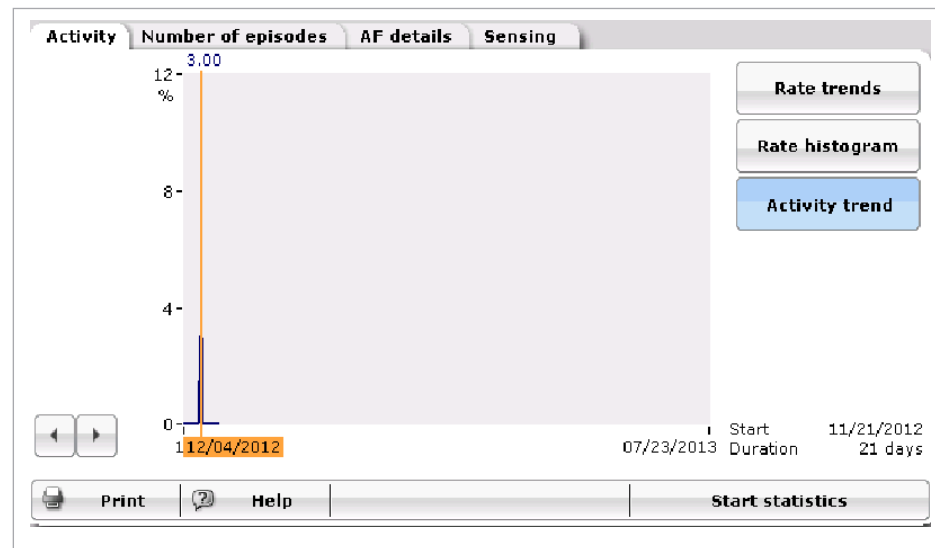 Activity Number of episodes AF details Sensing
3.00
12
%
8
4
0
Rate trends
Rate histogram
Activity trend
1 12/04/2012 07/23/2013
Start 11/21/2012
Duration 21 days
Print Help Start statistics